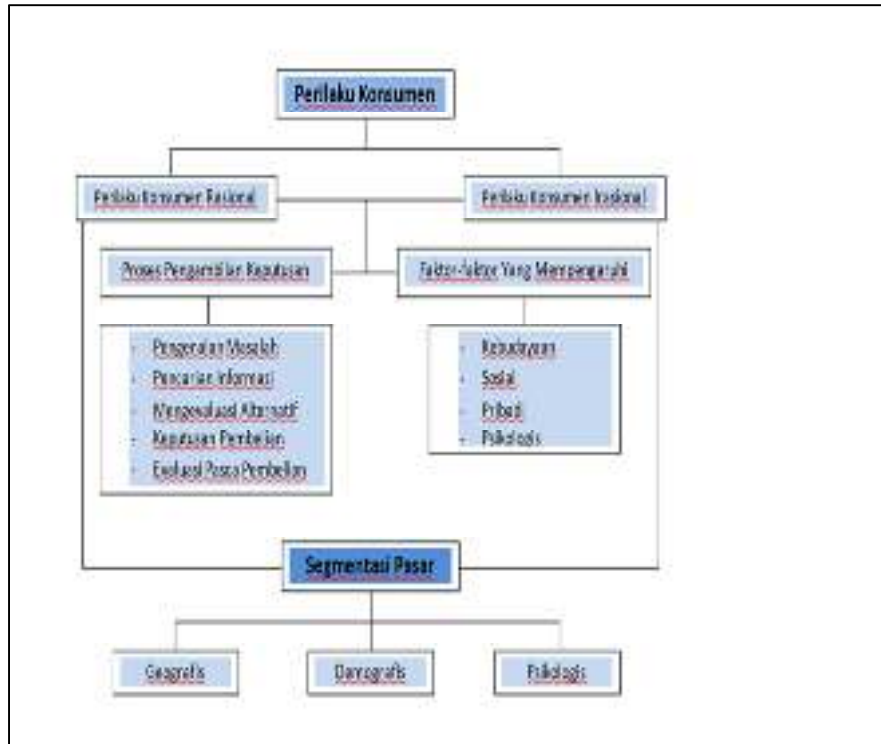 Perilaku Konsumen
Perilaku Konsumen Rasional
Perilaku Konsumen Irasional
Proses Pengambilan Keputusan
Faktor-faktor Yang Mempengaruhi
- Pengenalan Masalah
- Pencarian Informasi
- Mengevaluasi Alternatif
- Keputusan Pembelian
- Evaluasi Pasca Pembelian
- Kebudayaan
- Sosial
- Pribadi
- Psikologis
Segmentasi Pasar
Geografis
Demografis
Psikologis